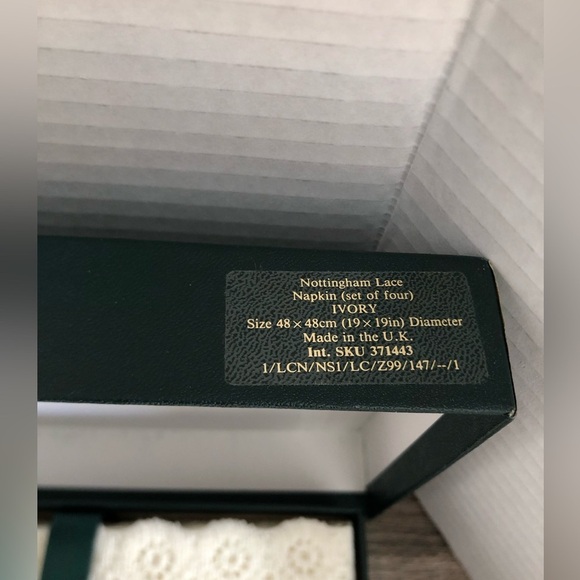 Nottingham Lace
Napkin (set of four)
IVORY
Size 48 × 48cm (19 × 19in) Diameter
Made in the U.K.
Int. SKU 371443
1/LCN/NS1/LC/Z99/147/--/1